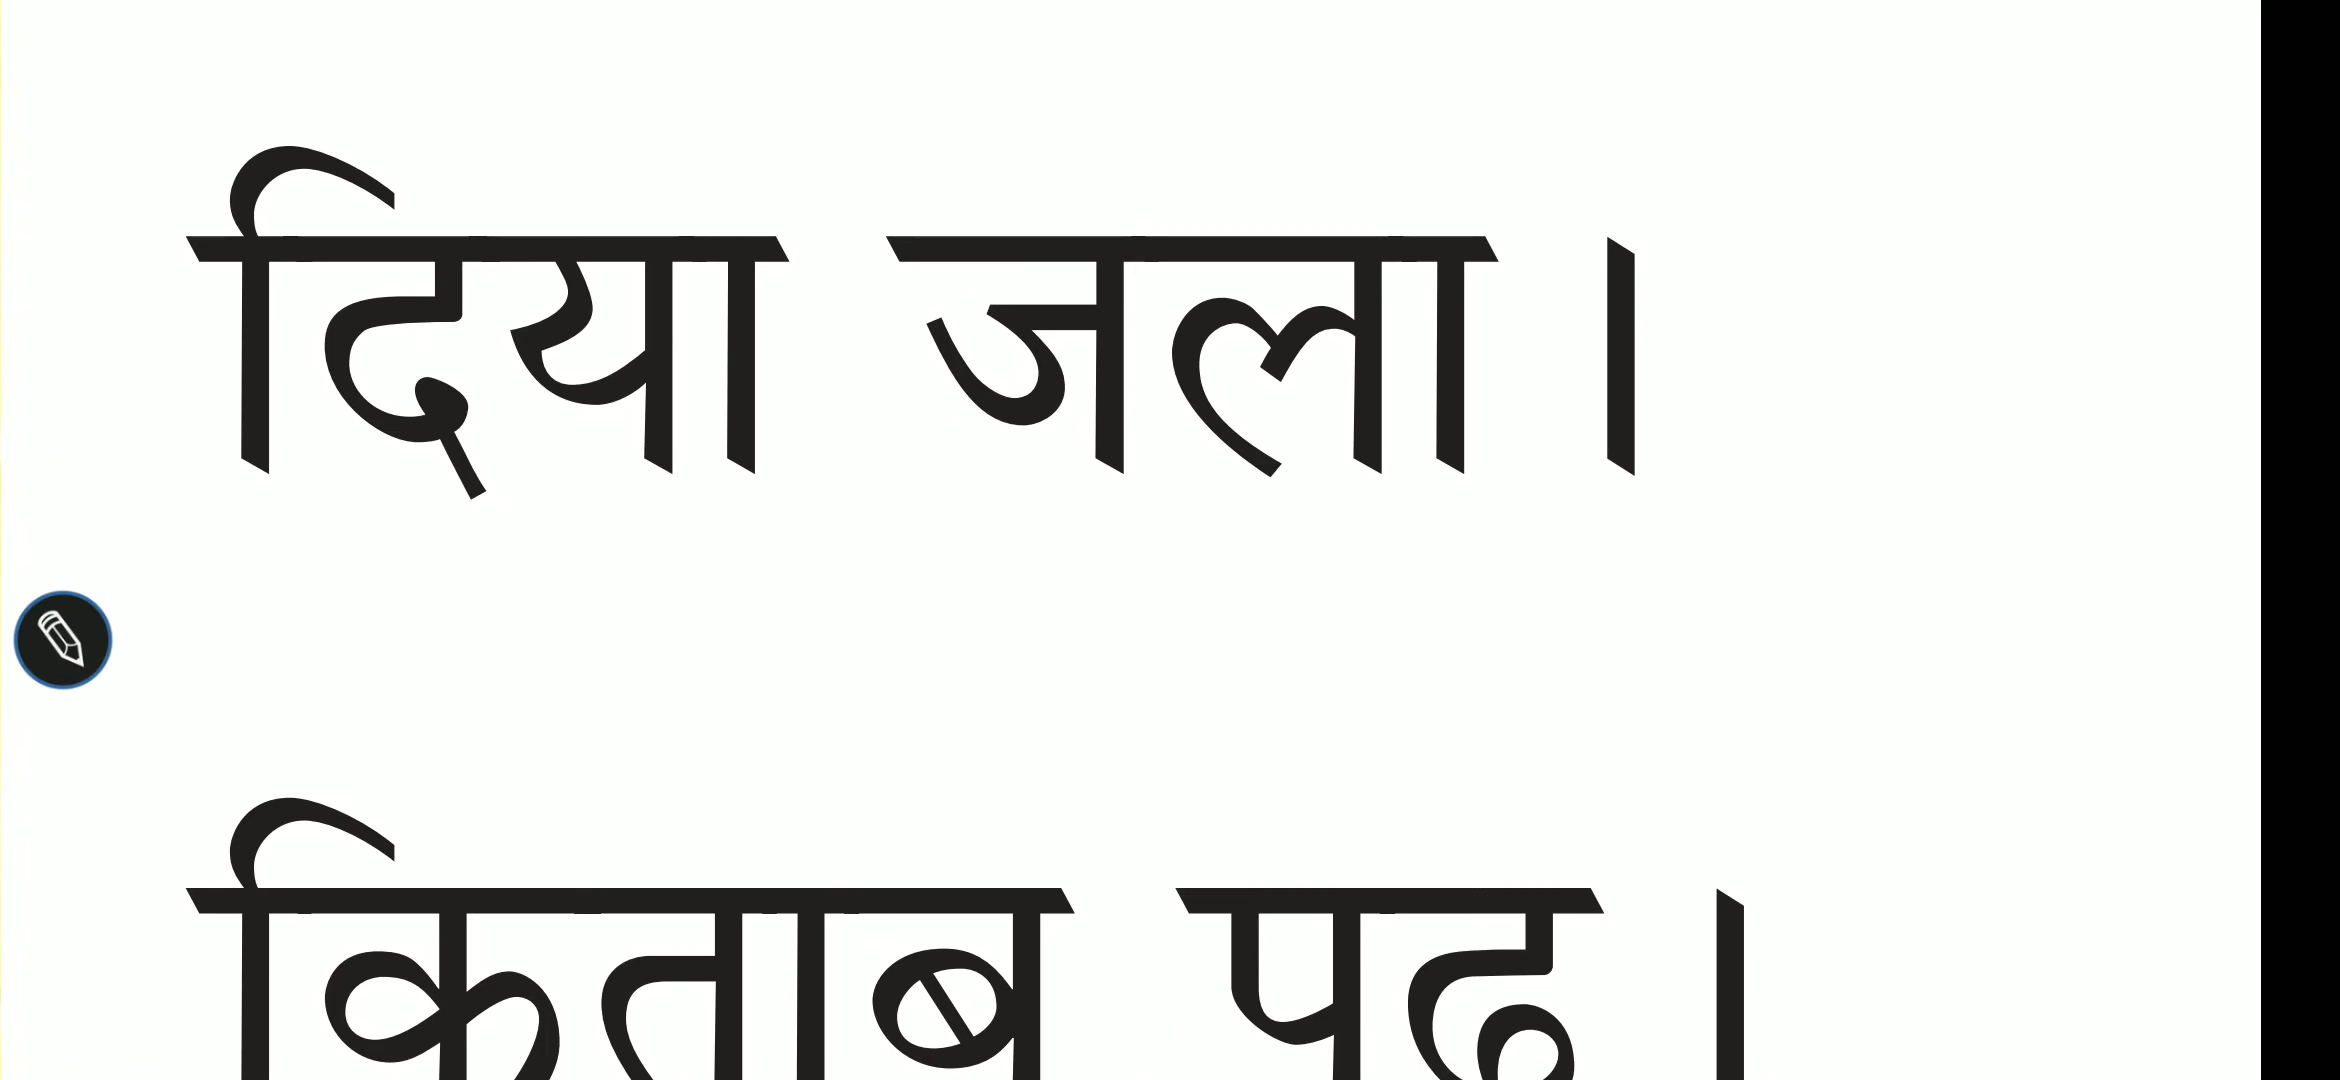 दिया जला ।
किताब पढ ।